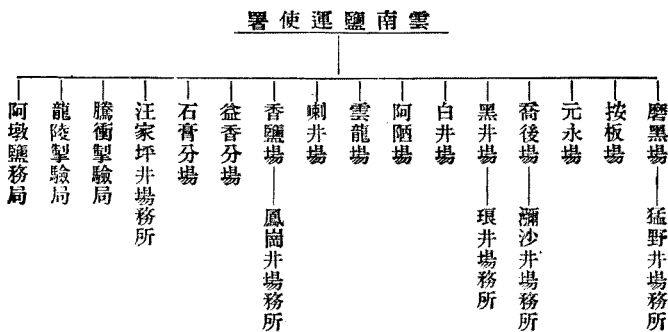 雲南鹽運使署
磨黑場
猛野井場務所
按板場
元永場
喬後場
瀰沙井場務所
黑井場
琅井場務所
白井場
阿陋場
雲龍場
喇井場
香鹽場
鳳崗井場務所
益香分場
石膏分場
汪家坪井場務所
騰衝掣驗局
龍陵掣驗局
阿墩鹽務局